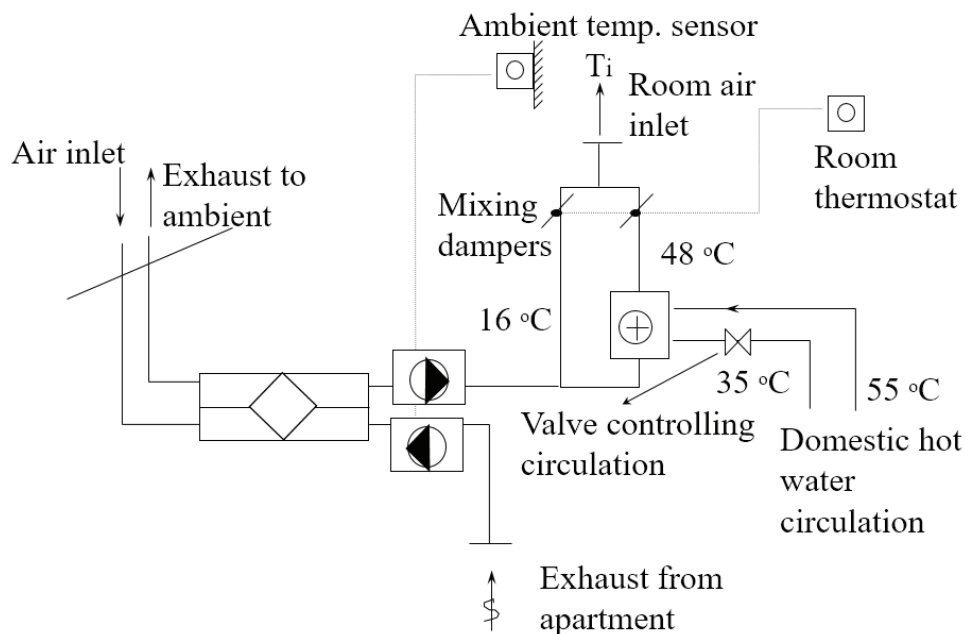 Ambient temp. sensor
Ti
Room air
inlet
Air inlet
Exhaust to
ambient
Mixing
dampers
Room
thermostat
48 °C
16 °C
35 °C
55 °C
Valve controlling
circulation
Domestic hot
water
circulation
Exhaust from
apartment